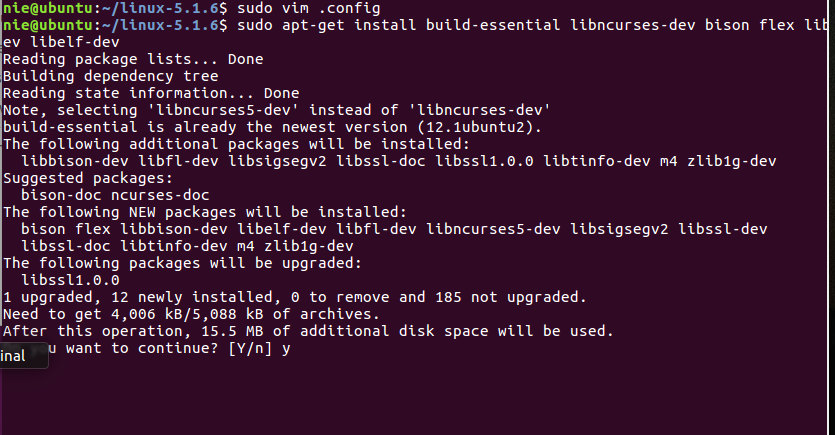 nie@ubuntu:~/linux-5.1.6$ sudo vim .config
nie@ubuntu:~/linux-5.1.6$ sudo apt-get install build-essential libncurses-dev bison flex lib
ev libelf-dev
Reading package lists... Done
Building dependency tree
Reading state information... Done
Note, selecting 'libncurses5-dev' instead of 'libncurses-dev'
build-essential is already the newest version (12.1ubuntu2).
The following additional packages will be installed:
libbison-dev libfl-dev libsigsegv2 libssl-doc libssl1.0.0 libtinfo-dev m4 zlib1g-dev
Suggested packages:
bison-doc ncurses-doc
The following NEW packages will be installed:
bison flex libbison-dev libelf-dev libfl-dev libncurses5-dev libsigsegv2 libssl-dev
libssl-doc libtinfo-dev m4 zlib1g-dev
The following packages will be upgraded:
libssl1.0.0
1 upgraded, 12 newly installed, 0 to remove and 185 not upgraded.
Need to get 4,006 kB/5,088 kB of archives.
After this operation, 15.5 MB of additional disk space will be used.
u want to continue? [Y/n] y
inal